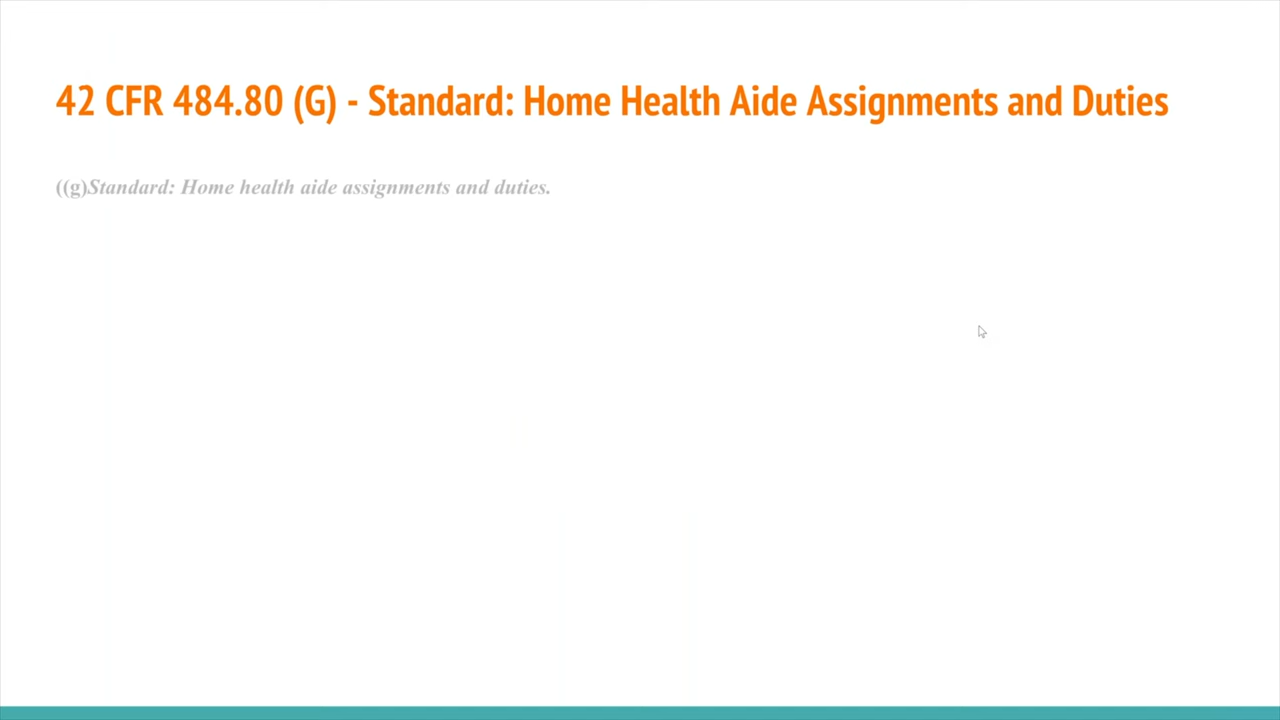 42 CFR 484.80 (G) - Standard: Home Health Aide Assignments and Duties
((g)Standard: Home health aide assignments and duties.